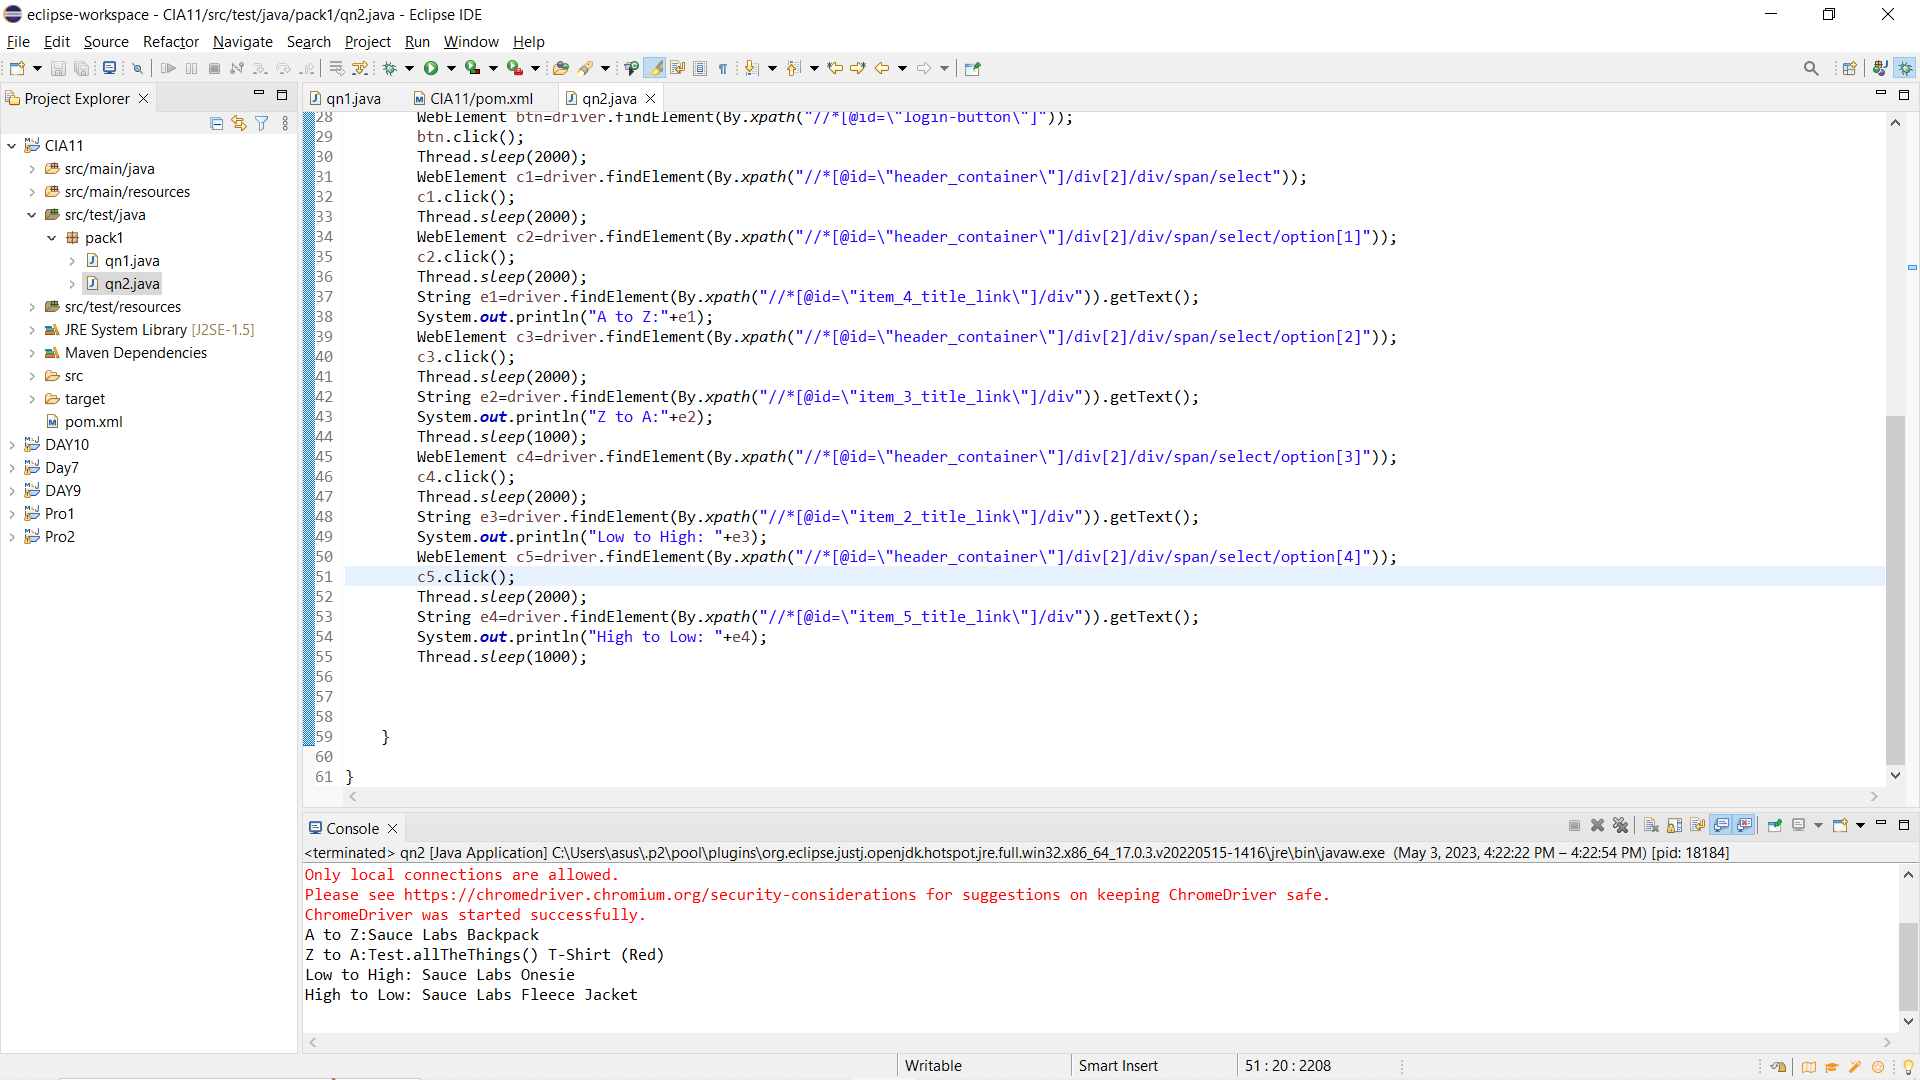 eclipse-workspace - CIA11/src/test/java/pack1/qn2.java - Eclipse IDE
File Edit Source Refactor Navigate Search Project Run Window Help
Project Explorer
CIA11
src/main/java
src/main/resources
src/test/java
pack1
qn1.java
qn2.java
src/test/resources
JRE System Library [J2SE-1.5]
Maven Dependencies
src
target
pom.xml
DAY10
Day7
DAY9
Pro1
Pro2
qn1.java CIA11/pom.xml qn2.java
28 WebElement btn=driver.findElement(By.xpath("//*[@id=\"login-button\"]"));
29 btn.click();
30 Thread.sleep(2000);
31 WebElement c1=driver.findElement(By.xpath("//*[@id=\"header_container\"]/div[2]/div/span/select"));
32 c1.click();
33 Thread.sleep(2000);
34 WebElement c2=driver.findElement(By.xpath("//*[@id=\"header_container\"]/div[2]/div/span/select/option[1]"));
35 c2.click();
36 Thread.sleep(2000);
37 String e1=driver.findElement(By.xpath("//*[@id=\"item_4_title_link\"]/div")).getText();
38 System.out.println("A to Z:"+e1);
39 WebElement c3=driver.findElement(By.xpath("//*[@id=\"header_container\"]/div[2]/div/span/select/option[2]"));
40 c3.click();
41 Thread.sleep(2000);
42 String e2=driver.findElement(By.xpath("//*[@id=\"item_3_title_link\"]/div")).getText();
43 System.out.println("Z to A:"+e2);
44 Thread.sleep(1000);
45 WebElement c4=driver.findElement(By.xpath("//*[@id=\"header_container\"]/div[2]/div/span/select/option[3]"));
46 c4.click();
47 Thread.sleep(2000);
48 String e3=driver.findElement(By.xpath("//*[@id=\"item_2_title_link\"]/div")).getText();
49 System.out.println("Low to High: "+e3);
50 WebElement c5=driver.findElement(By.xpath("//*[@id=\"header_container\"]/div[2]/div/span/select/option[4]"));
51 c5.click();
52 Thread.sleep(2000);
53 String e4=driver.findElement(By.xpath("//*[@id=\"item_5_title_link\"]/div")).getText();
54 System.out.println("High to Low: "+e4);
55 Thread.sleep(1000);
56
57
58
59 }
60
61 }
Console
<terminated> qn2 [Java Application] C:\Users\asus\.p2\pool\plugins\org.eclipse.justj.openjdk.hotspot.jre.full.win32.x86_64_17.0.3.v20220515-1416\jre\bin\javaw.exe (May 3, 2023, 4:22:22 PM – 4:22:54 PM) [pid: 18184]
Only local connections are allowed.
Please see https://chromedriver.chromium.org/security-considerations for suggestions on keeping ChromeDriver safe.
ChromeDriver was started successfully.
A to Z:Sauce Labs Backpack
Z to A:Test.allTheThings() T-Shirt (Red)
Low to High: Sauce Labs Onesie
High to Low: Sauce Labs Fleece Jacket
Writable Smart Insert 51 : 20 : 2208